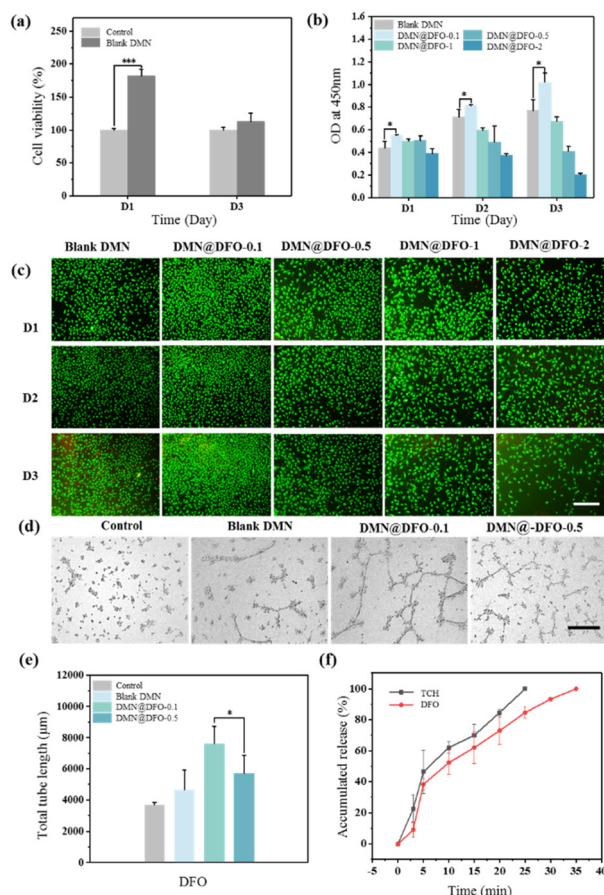 (a)
Control
Blank DMN
***
Cell viability (%)
250
200
150
100
50
0
D1
D3
Time (Day)
(b)
Blank DMN
DMN@DFO-0.1
DMN@DFO-0.5
DMN@DFO-1
DMN@DFO-2
*
*
*
OD at 450nm
1.6
1.4
1.2
1.0
0.8
0.6
0.4
0.2
0.0
D1
D2
D3
Time (Day)
(c)
Blank DMN
DMN@DFO-0.1
DMN@DFO-0.5
DMN@DFO-1
DMN@DFO-2
D1
D2
D3
(d)
Control
Blank DMN
DMN@DFO-0.1
DMN@-DFO-0.5
(e)
Control
Blank DMN
DMN@DFO-0.1
DMN@DFO-0.5
*
Total tube length (μm)
12000
10000
8000
6000
4000
2000
0
DFO
(f)
TCH
DFO
Accumulated release (%)
100
80
60
40
20
0
0
5
10
15
20
25
30
35
40
Time (min)